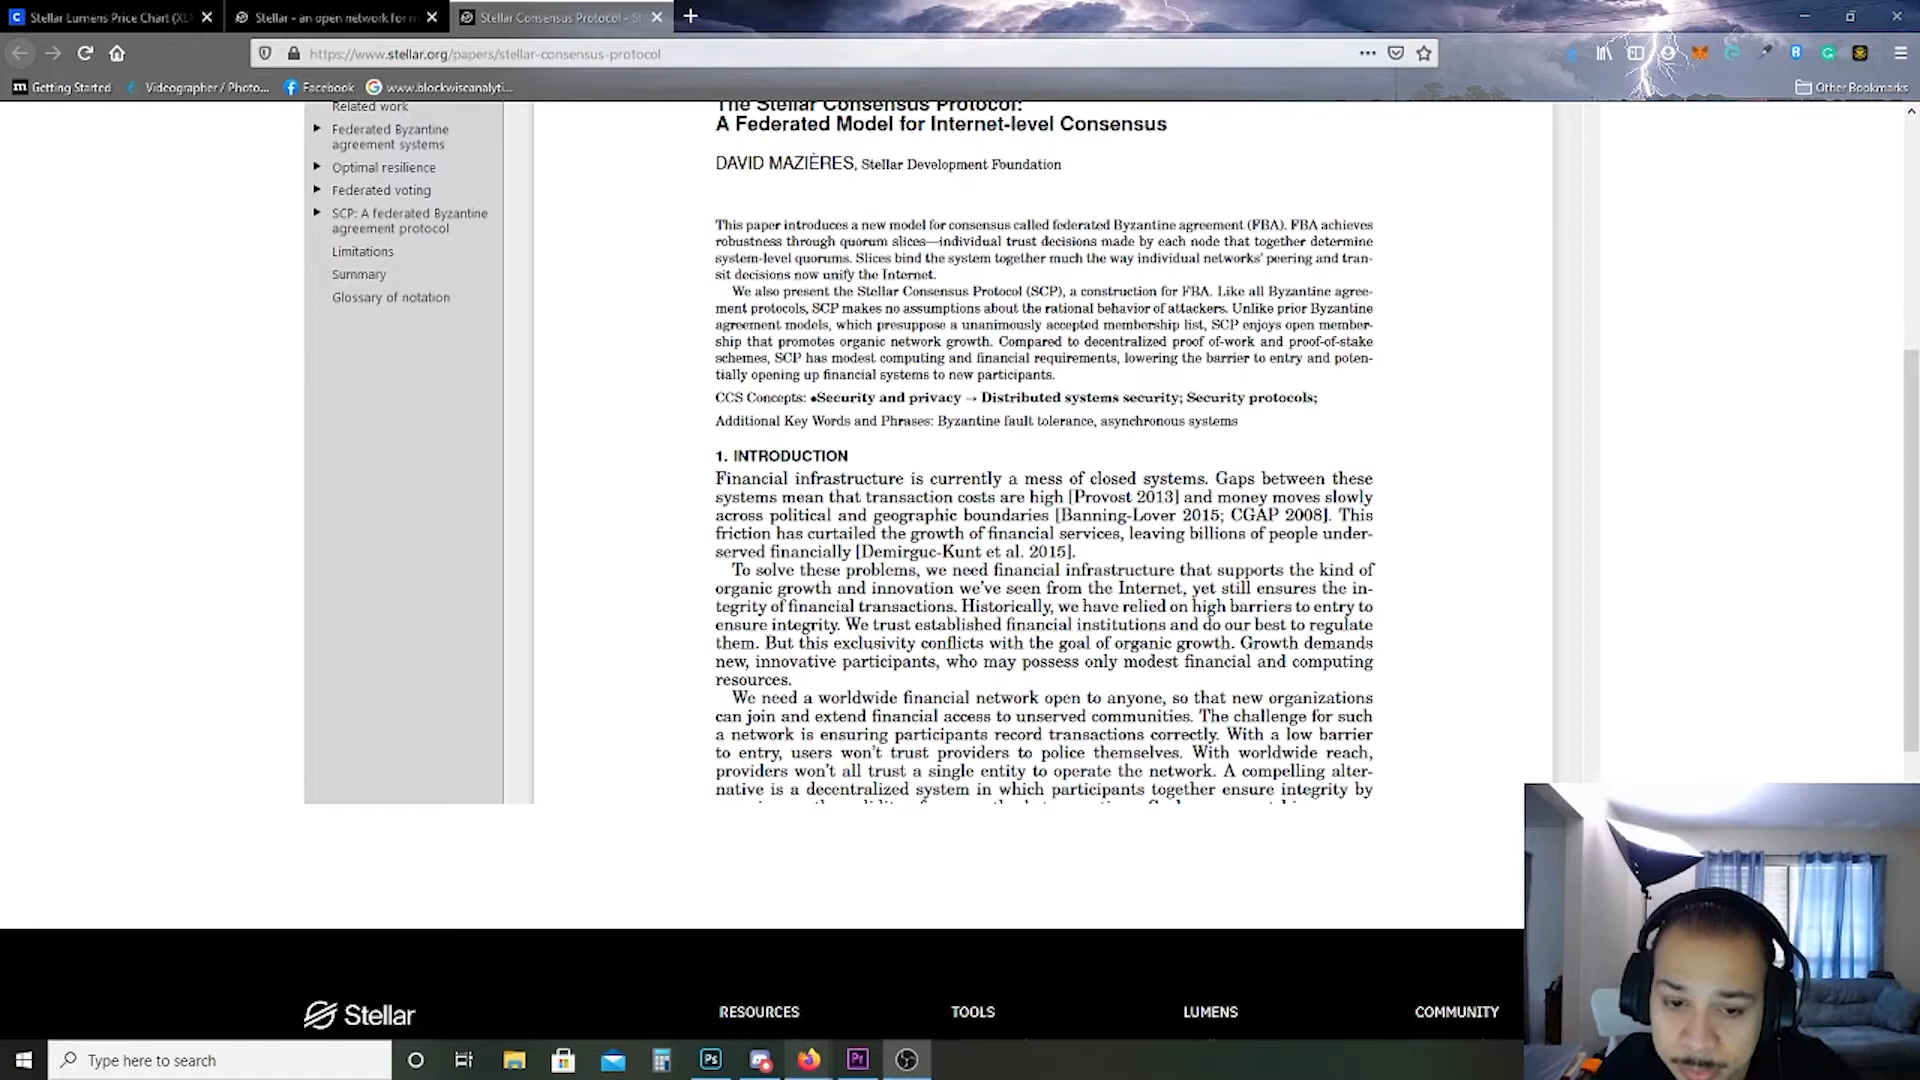 Stellar Lumens Price Chart (XL
Stellar - an open network for m
Stellar Consensus Protocol - St
https://www.stellar.org/papers/stellar-consensus-protocol
Getting Started
Videographer / Photo...
Facebook
www.blockwiseanalyti...
Other Bookmarks
Related work
Federated Byzantine
agreement systems
Optimal resilience
Federated voting
SCP: A federated Byzantine
agreement protocol
Limitations
Summary
Glossary of notation
The Stellar Consensus Protocol:
A Federated Model for Internet-level Consensus
DAVID MAZIÈRES, Stellar Development Foundation
This paper introduces a new model for consensus called federated Byzantine agreement (FBA). FBA achieves
robustness through quorum slices—individual trust decisions made by each node that together determine
system-level quorums. Slices bind the system together much the way individual networks' peering and tran-
sit decisions now unify the Internet.
We also present the Stellar Consensus Protocol (SCP), a construction for FBA. Like all Byzantine agree-
ment protocols, SCP makes no assumptions about the rational behavior of attackers. Unlike prior Byzantine
agreement models, which presuppose a unanimously accepted membership list, SCP enjoys open member-
ship that promotes organic network growth. Compared to decentralized proof of-work and proof-of-stake
schemes, SCP has modest computing and financial requirements, lowering the barrier to entry and poten-
tially opening up financial systems to new participants.
CCS Concepts: •Security and privacy → Distributed systems security; Security protocols;
Additional Key Words and Phrases: Byzantine fault tolerance, asynchronous systems
1. INTRODUCTION
Financial infrastructure is currently a mess of closed systems. Gaps between these
systems mean that transaction costs are high [Provost 2013] and money moves slowly
across political and geographic boundaries [Banning-Lover 2015; CGAP 2008]. This
friction has curtailed the growth of financial services, leaving billions of people under-
served financially [Demirguc-Kunt et al. 2015].
To solve these problems, we need financial infrastructure that supports the kind of
organic growth and innovation we've seen from the Internet, yet still ensures the in-
tegrity of financial transactions. Historically, we have relied on high barriers to entry to
ensure integrity. We trust established financial institutions and do our best to regulate
them. But this exclusivity conflicts with the goal of organic growth. Growth demands
new, innovative participants, who may possess only modest financial and computing
resources.
We need a worldwide financial network open to anyone, so that new organizations
can join and extend financial access to unserved communities. The challenge for such
a network is ensuring participants record transactions correctly. With a low barrier
to entry, users won't trust providers to police themselves. With worldwide reach,
providers won't all trust a single entity to operate the network. A compelling alter-
native is a decentralized system in which participants together ensure integrity by
Stellar
RESOURCES
TOOLS
LUMENS
COMMUNITY
Type here to search
Ps
Pr